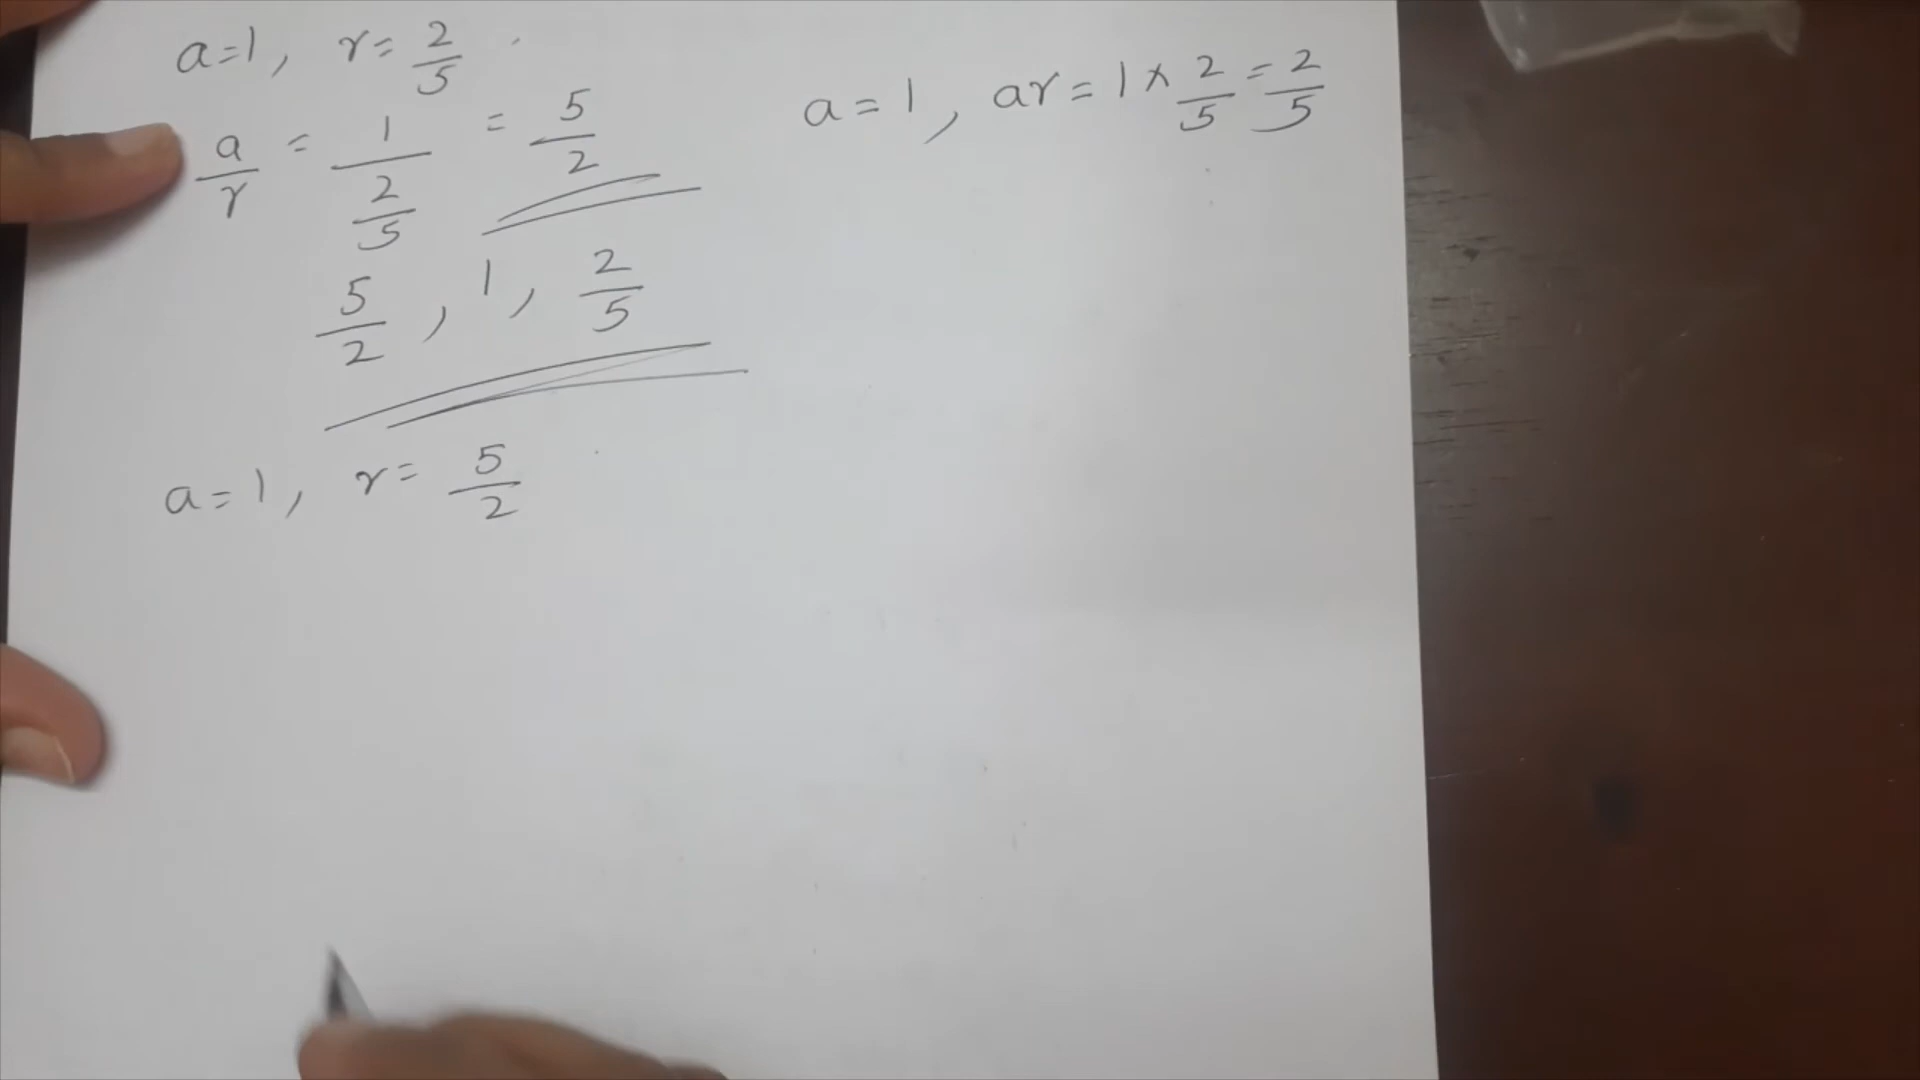 a=1, r= 2/5
a/r = 1/(2/5) = 5/2
5/2, 1, 2/5
a=1, r= 5/2
a=1, ar=1×2/5=2/5